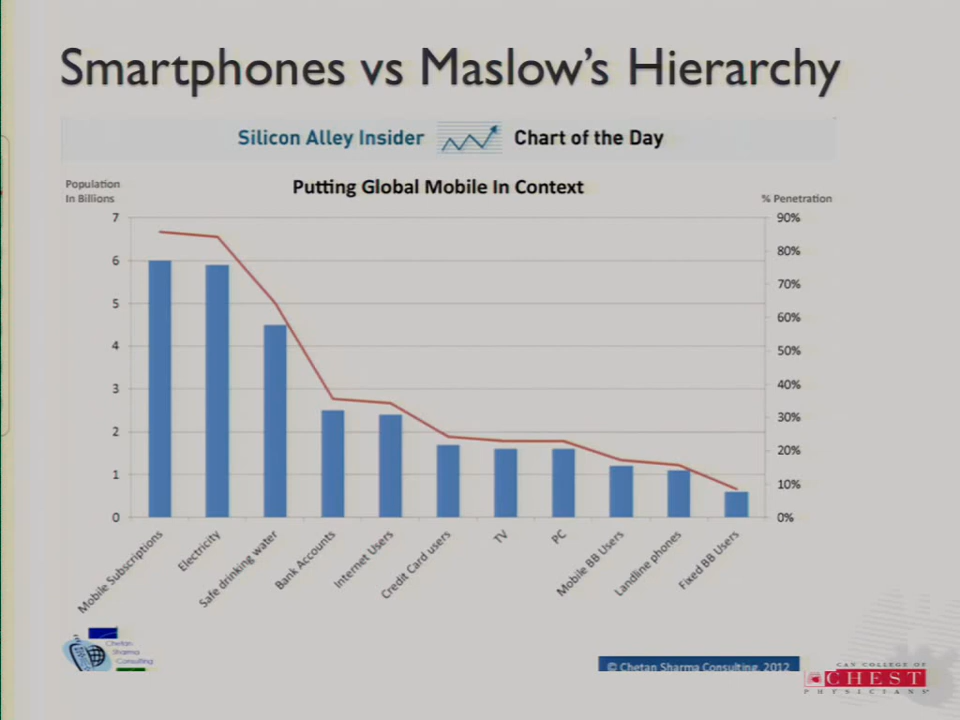 Smartphones vs Maslow's Hierarchy
Silicon Alley Insider Chart of the Day
Population
In Billions
Putting Global Mobile In Context
% Penetration
7
6
5
4
3
2
1
0
90%
80%
70%
60%
50%
40%
30%
20%
10%
0%
Mobile Subscriptions
Electricity
Safe drinking water
Bank Accounts
Internet Users
Credit Card users
TV
PC
Mobile BB Users
Landline phones
Fixed BB Users
Chetan
Sharma
Consulting
© Chetan Sharma Consulting, 2012
COLLEGE OF
CHEST
PHYSICIANS